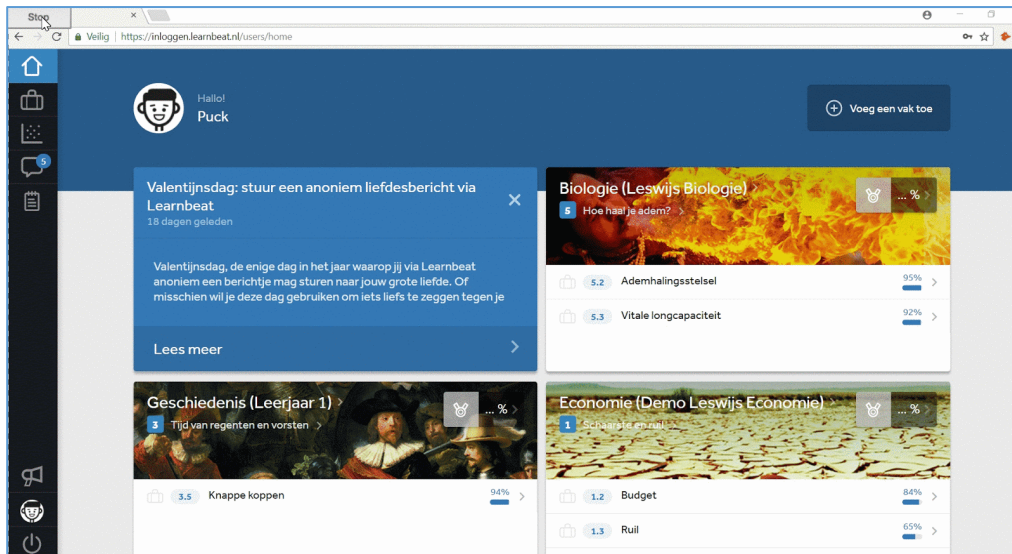 Stop
Veilig | https://inloggen.learnbeat.nl/users/home
Hallo!
Puck
Voeg een vak toe
5
Valentijnsdag: stuur een anoniem liefdesbericht via
Learnbeat
18 dagen geleden
Valentijnsdag, de enige dag in het jaar waarop jij via Learnbeat
anoniem een berichtje mag sturen naar jouw grote liefde. Of
misschien wil je deze dag gebruiken om iets liefs te zeggen tegen je
Lees meer
Biologie (Leswijs Biologie)
... %
5 Hoe haal je adem?
5.2 Ademhalingsstelsel 95%
5.3 Vitale longcapaciteit 92%
Geschiedenis (Leerjaar 1)
... %
3 Tijd van regenten en vorsten
3.5 Knappe koppen 94%
Economie (Demo Leswijs Economie)
... %
1 Schaarste en ruil
1.2 Budget 84%
1.3 Ruil 65%